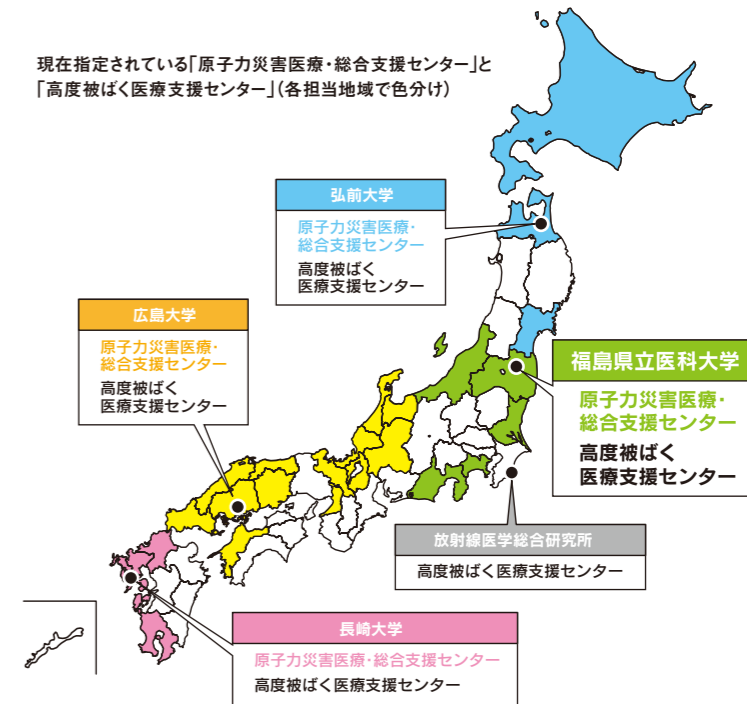 現在指定されている「原子力災害医療・総合支援センター」と
「高度被ばく医療支援センター」(各担当地域で色分け)
弘前大学
原子力災害医療・
総合支援センター
高度被ばく
医療支援センター
広島大学
原子力災害医療・
総合支援センター
高度被ばく
医療支援センター
福島県立医科大学
原子力災害医療・
総合支援センター
高度被ばく
医療支援センター
放射線医学総合研究所
高度被ばく医療支援センター
長崎大学
原子力災害医療・総合支援センター
高度被ばく医療支援センター